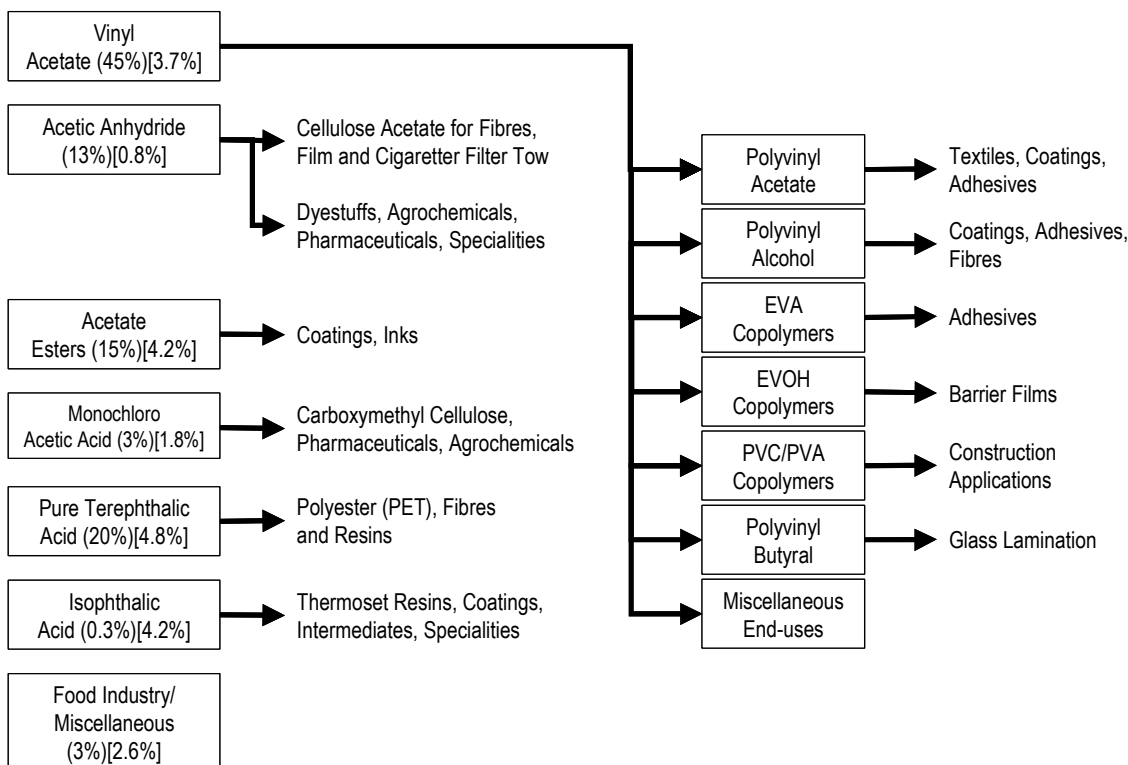 Vinyl
Acetate (45%)[3.7%]
Acetic Anhydride
(13%)[0.8%]
Cellulose Acetate for Fibres,
Film and Cigaretter Filter Tow
Dyestuffs, Agrochemicals,
Pharmaceuticals, Specialities
Acetate
Esters (15%)[4.2%]
Coatings, Inks
Monochloro
Acetic Acid (3%)[1.8%]
Carboxymethyl Cellulose,
Pharmaceuticals, Agrochemicals
Pure Terephthalic
Acid (20%)[4.8%]
Polyester (PET), Fibres
and Resins
Isophthalic
Acid (0.3%)[4.2%]
Thermoset Resins, Coatings,
Intermediates, Specialities
Food Industry/
Miscellaneous
(3%)[2.6%]
Polyvinyl
Acetate
Textiles, Coatings,
Adhesives
Polyvinyl
Alcohol
Coatings, Adhesives,
Fibres
EVA
Copolymers
Adhesives
EVOH
Copolymers
Barrier Films
PVC/PVA
Copolymers
Construction
Applications
Polyvinyl
Butyral
Glass Lamination
Miscellaneous
End-uses